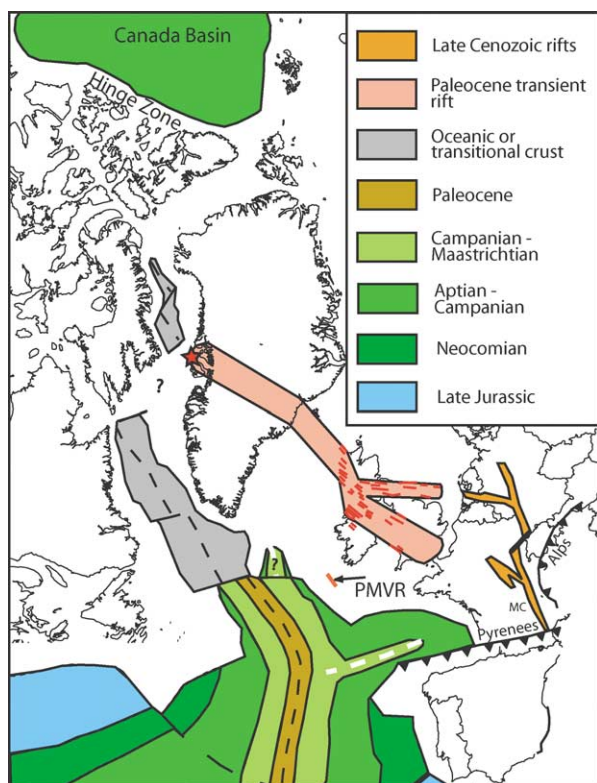 Canada Basin
Hinge Zone
Late Cenozoic rifts
Paleocene transient
rift
Oceanic or
transitional crust
Paleocene
Campanian -
Maastrichtian
Aptian -
Campanian
Neocomian
Late Jurassic
?
?
PMVR
Alps
MC
Pyrenees